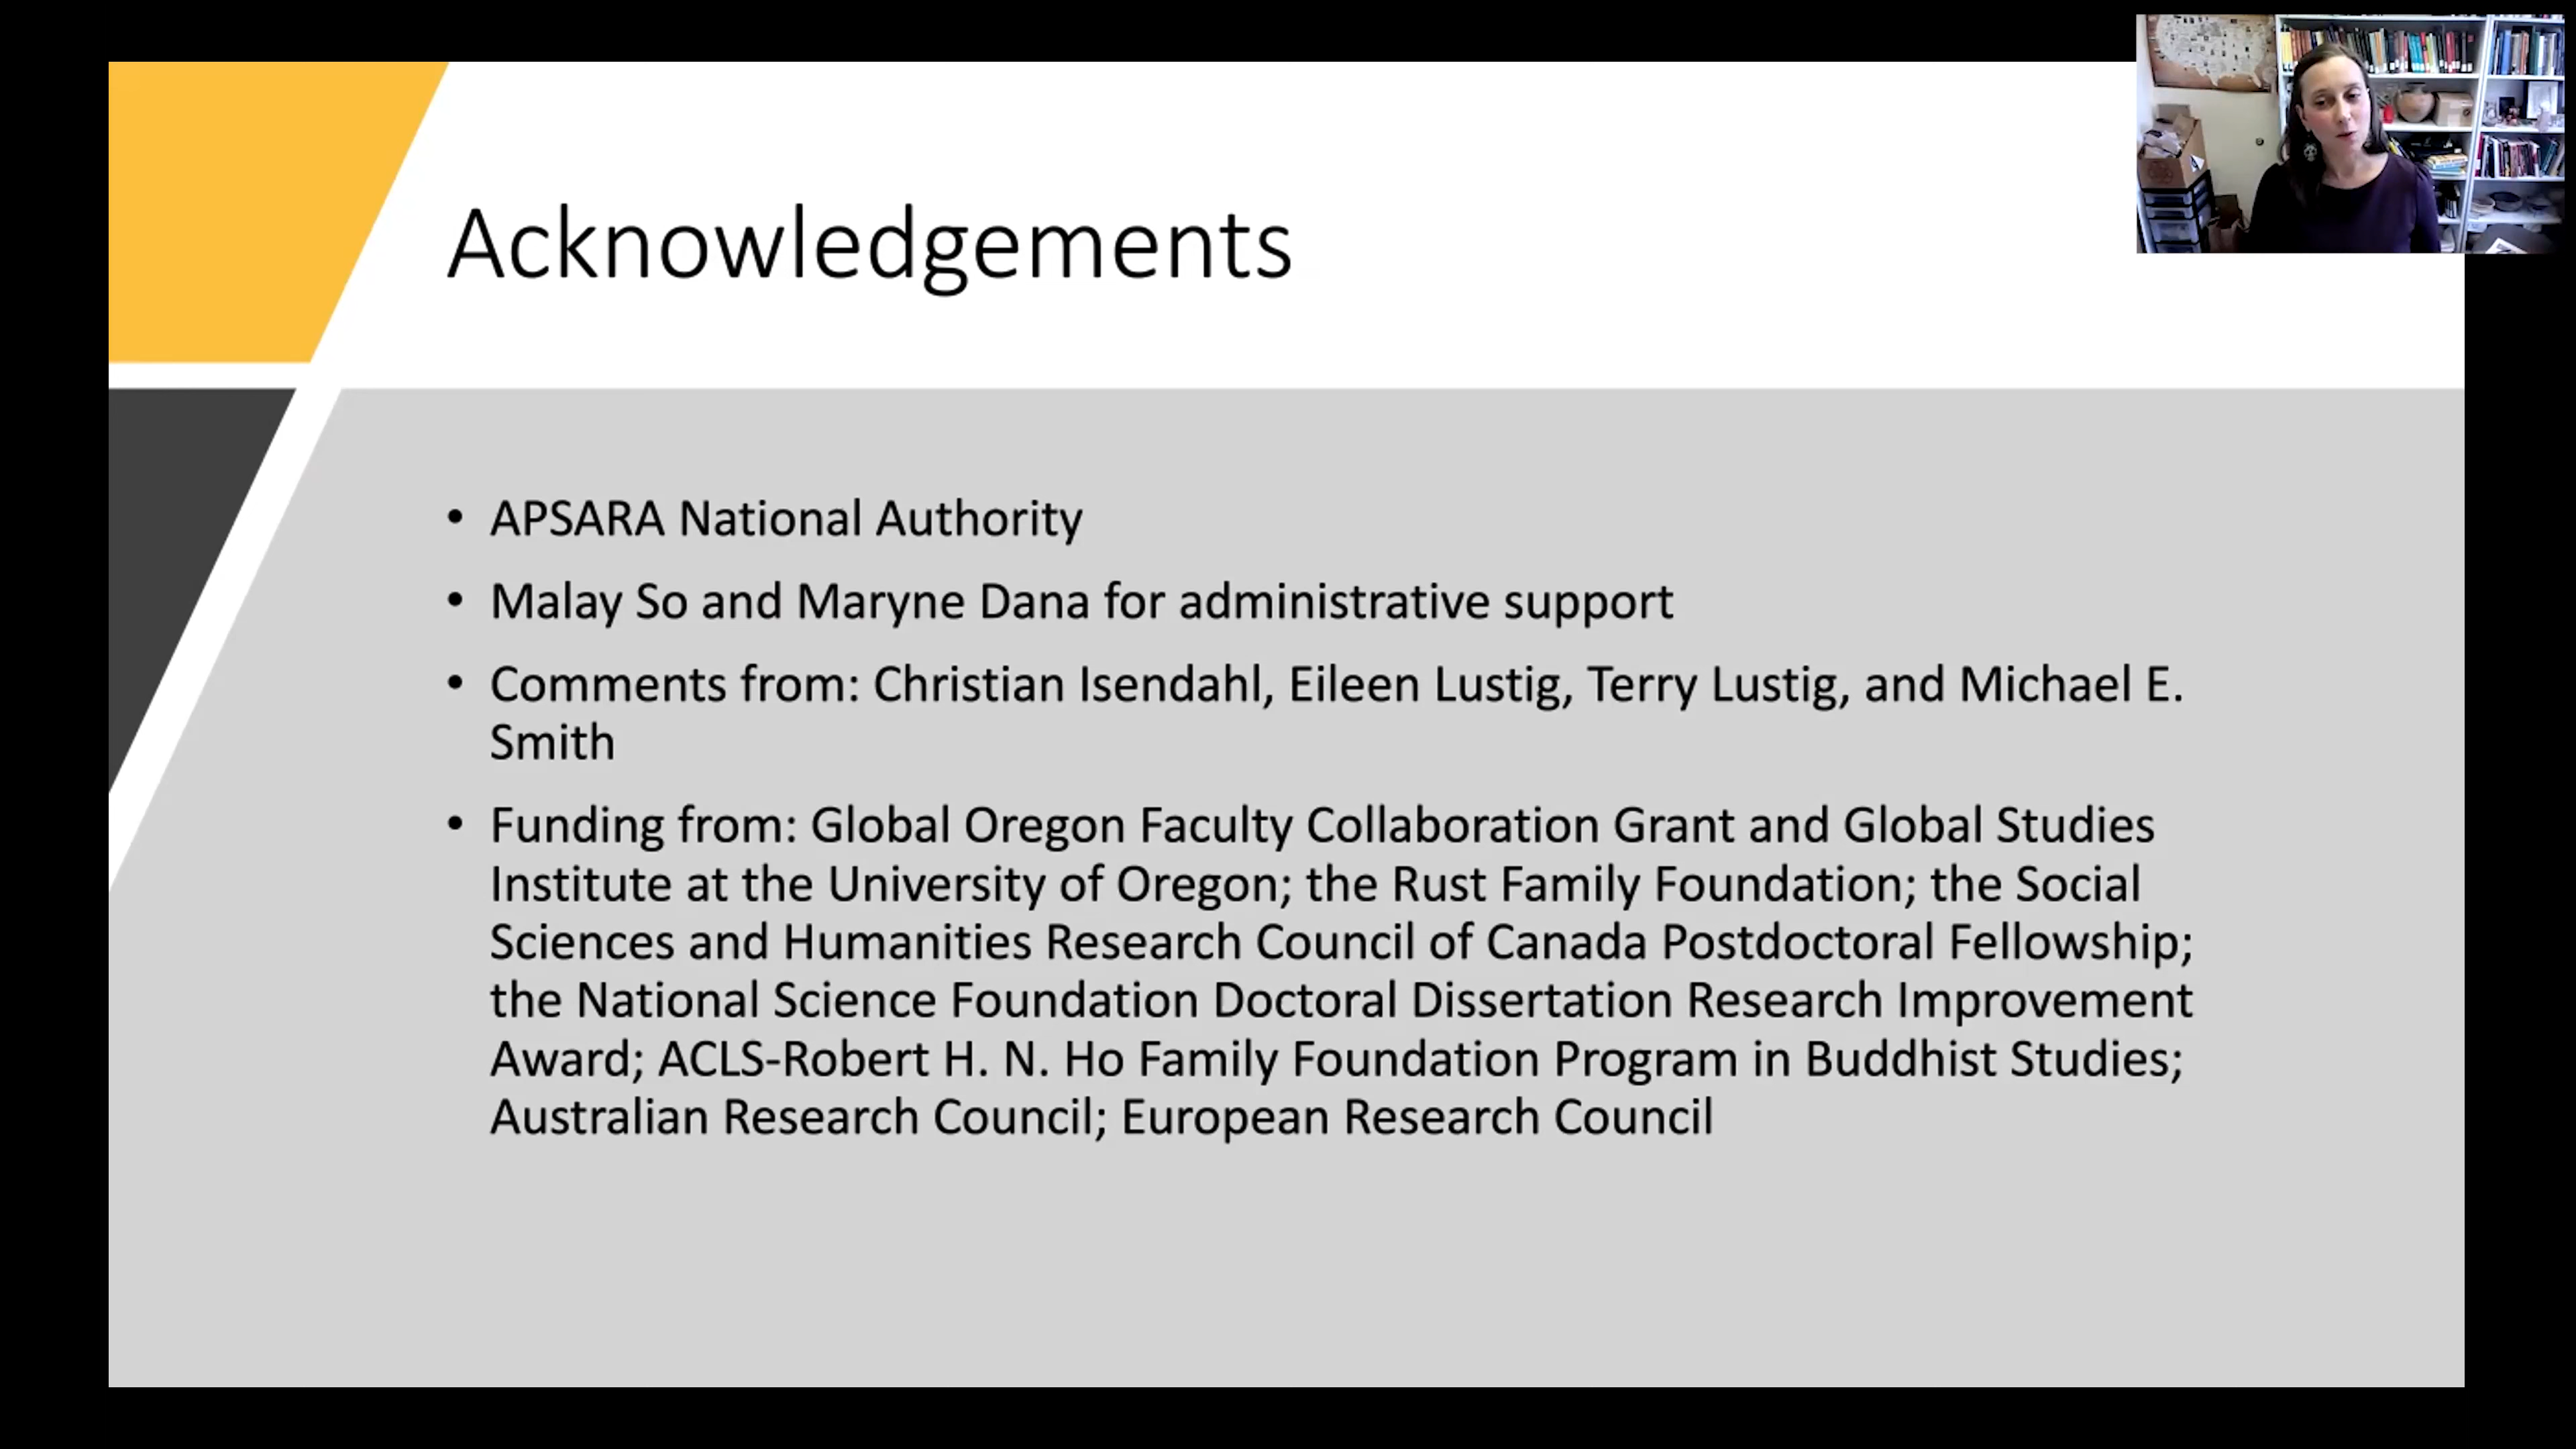 Acknowledgements
• APSARA National Authority
• Malay So and Maryne Dana for administrative support
• Comments from: Christian Isendahl, Eileen Lustig, Terry Lustig, and Michael E.
Smith
• Funding from: Global Oregon Faculty Collaboration Grant and Global Studies
Institute at the University of Oregon; the Rust Family Foundation; the Social
Sciences and Humanities Research Council of Canada Postdoctoral Fellowship;
the National Science Foundation Doctoral Dissertation Research Improvement
Award; ACLS-Robert H. N. Ho Family Foundation Program in Buddhist Studies;
Australian Research Council; European Research Council